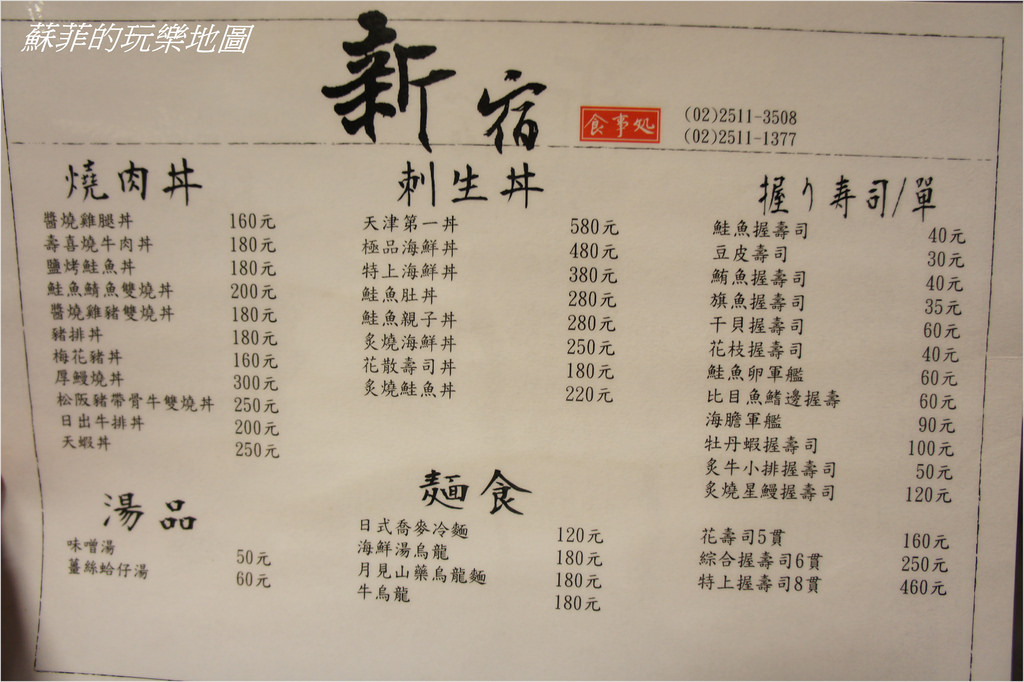 蘇菲的玩樂地圖
新宿 食事処
(02)2511-3508
(02)2511-1377
燒肉丼
醬燒雞腿丼 160元
壽喜燒牛肉丼 180元
鹽烤鮭魚丼 180元
鮭魚鯖魚雙燒丼 200元
醬燒雞豬雙燒丼 180元
豬排丼 180元
梅花豬丼 160元
厚鰻燒丼 300元
松阪豬帶骨牛雙燒丼 250元
日出牛排丼 200元
天蝦丼 250元
湯品
味噌湯 50元
薑絲蛤仔湯 60元
刺生丼
天津第一丼 580元
極品海鮮丼 480元
特上海鮮丼 380元
鮭魚肚丼 280元
鮭魚親子丼 280元
炙燒海鮮丼 250元
花散壽司丼 180元
炙燒鮭魚丼 220元
麵食
日式喬麥冷麵 120元
海鮮湯烏龍 180元
月見山藥烏龍麵 180元
牛烏龍 180元
握り寿司/單
鮭魚握壽司 40元
豆皮壽司 30元
鮪魚握壽司 40元
旗魚握壽司 35元
干貝握壽司 60元
花枝握壽司 40元
鮭魚卵軍艦 60元
比目魚鰭邊握壽 60元
海膽軍艦 90元
牡丹蝦握壽司 100元
炙牛小排握壽司 50元
炙燒星鰻握壽司 120元
花壽司5貫 160元
綜合握壽司6貫 250元
特上握壽司8貫 460元